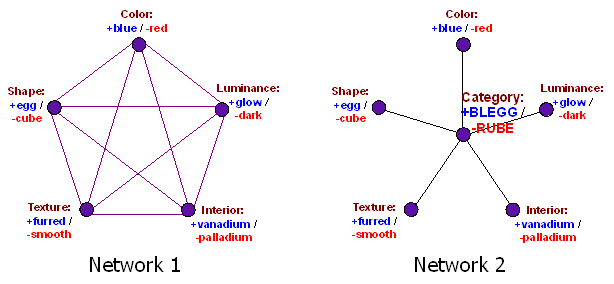 Color:
+blue / -red
Shape:
+egg /
-cube
Luminance:
+glow /
-dark
Texture:
+furred /
-smooth
Interior:
+vanadium /
-palladium
Network 1
Color:
+blue / -red
Shape:
+egg /
-cube
Category:
+BLEGG /
-RUBE
Luminance:
+glow /
-dark
Texture:
+furred /
-smooth
Interior:
+vanadium /
-palladium
Network 2